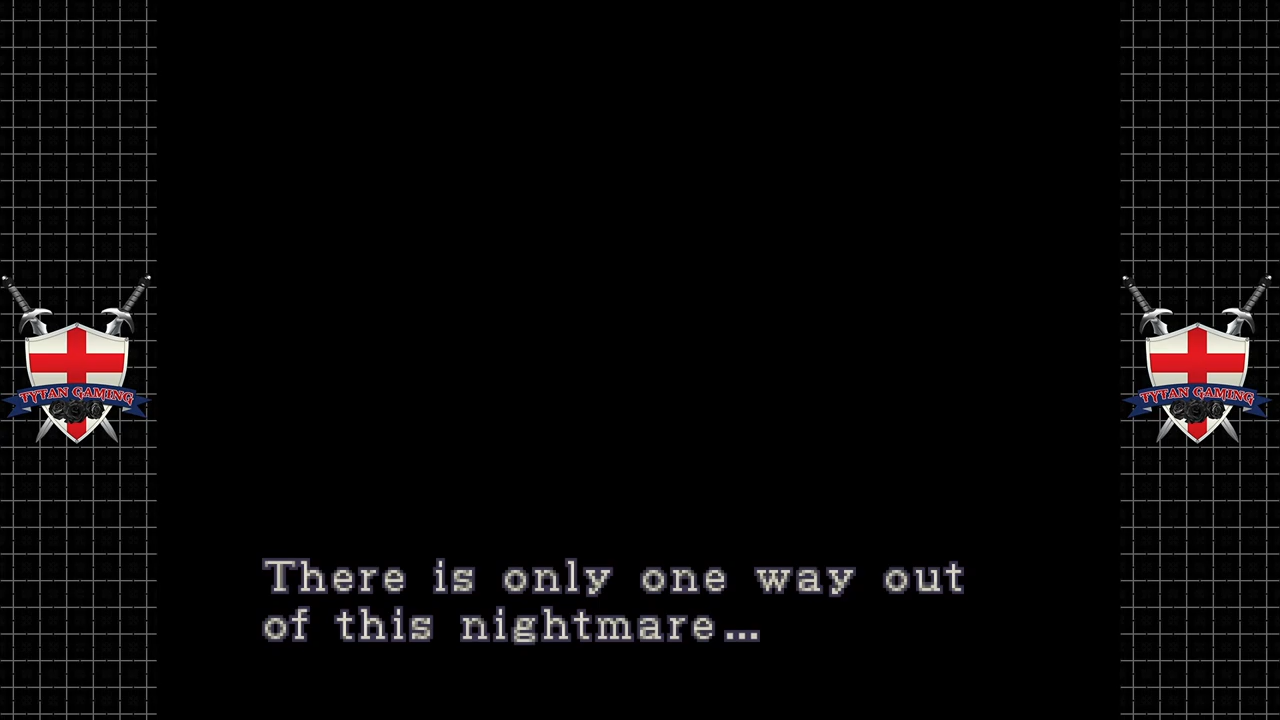 There is only one way out
of this nightmare...
TYTAN GAMING
TYTAN GAMING